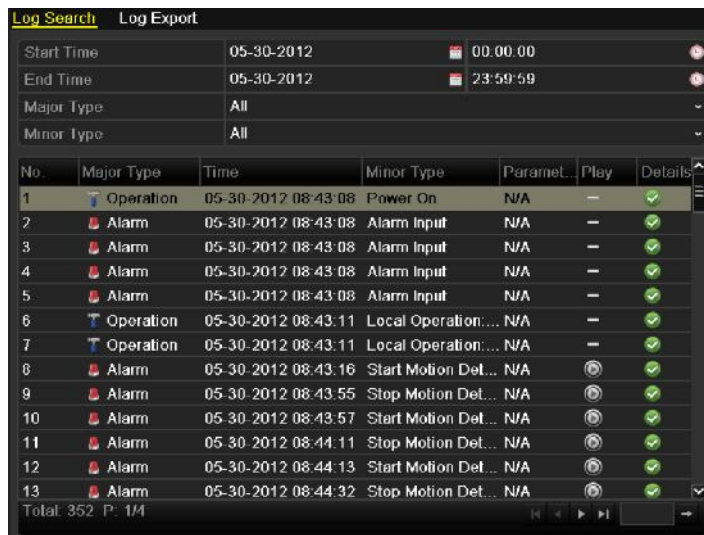 Log Search Log Export
Start Time 05-30-2012 00:00:00
End Time 05-30-2012 23:59:59
Major Type All
Minor Type All
No. Major Type Time Minor Type Paramet... Play Details
1 Operation 05-30-2012 08:43:08 Power On N/A —
2 Alarm 05-30-2012 08:43:08 Alarm Input N/A —
3 Alarm 05-30-2012 08:43:08 Alarm Input N/A —
4 Alarm 05-30-2012 08:43:08 Alarm Input N/A —
5 Alarm 05-30-2012 08:43:08 Alarm Input N/A —
6 Operation 05-30-2012 08:43:11 Local Operation:... N/A —
7 Operation 05-30-2012 08:43:11 Local Operation:... N/A —
8 Alarm 05-30-2012 08:43:16 Start Motion Det... N/A
9 Alarm 05-30-2012 08:43:55 Stop Motion Det... N/A
10 Alarm 05-30-2012 08:43:57 Start Motion Det... N/A
11 Alarm 05-30-2012 08:44:11 Stop Motion Det... N/A
12 Alarm 05-30-2012 08:44:13 Start Motion Det... N/A
13 Alarm 05-30-2012 08:44:32 Stop Motion Det... N/A
Total: 352 P: 1/4